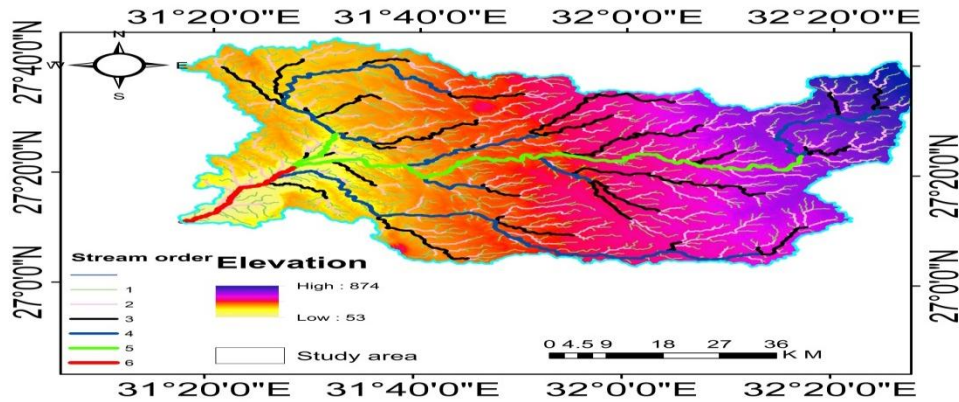 31°20'0"E 31°40'0"E 32°0'0"E 32°20'0"E
27°40'0"N
27°20'0"N
27°0'0"N
N
W E
S
27°20'0"N
27°0'0"N
Stream order
1
2
3
4
5
6
Elevation
High : 874
Low : 53
Study area
0 4.5 9 18 27 36
KM
31°20'0"E 31°40'0"E 32°0'0"E 32°20'0"E